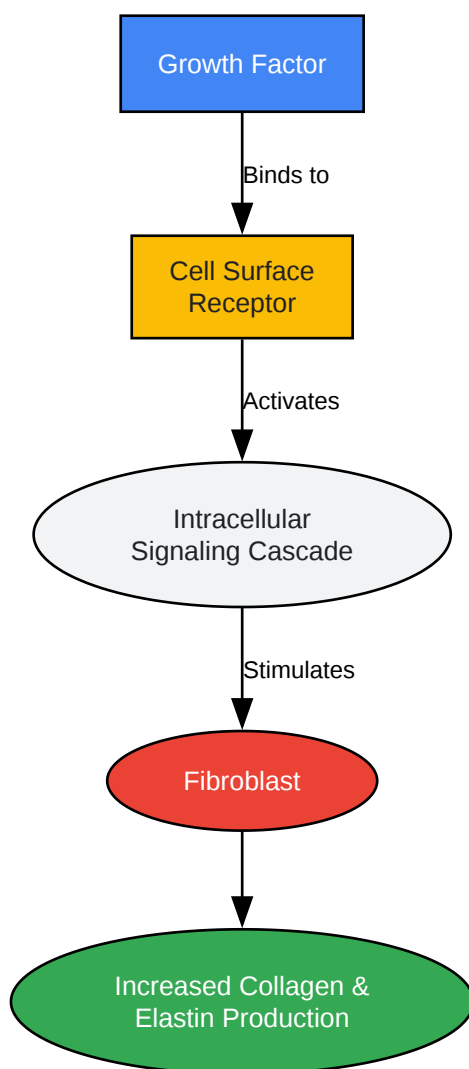 Growth Factor
Binds to
Cell Surface
Receptor
Activates
Intracellular
Signaling Cascade
Stimulates
Fibroblast
Increased Collagen &
Elastin Production